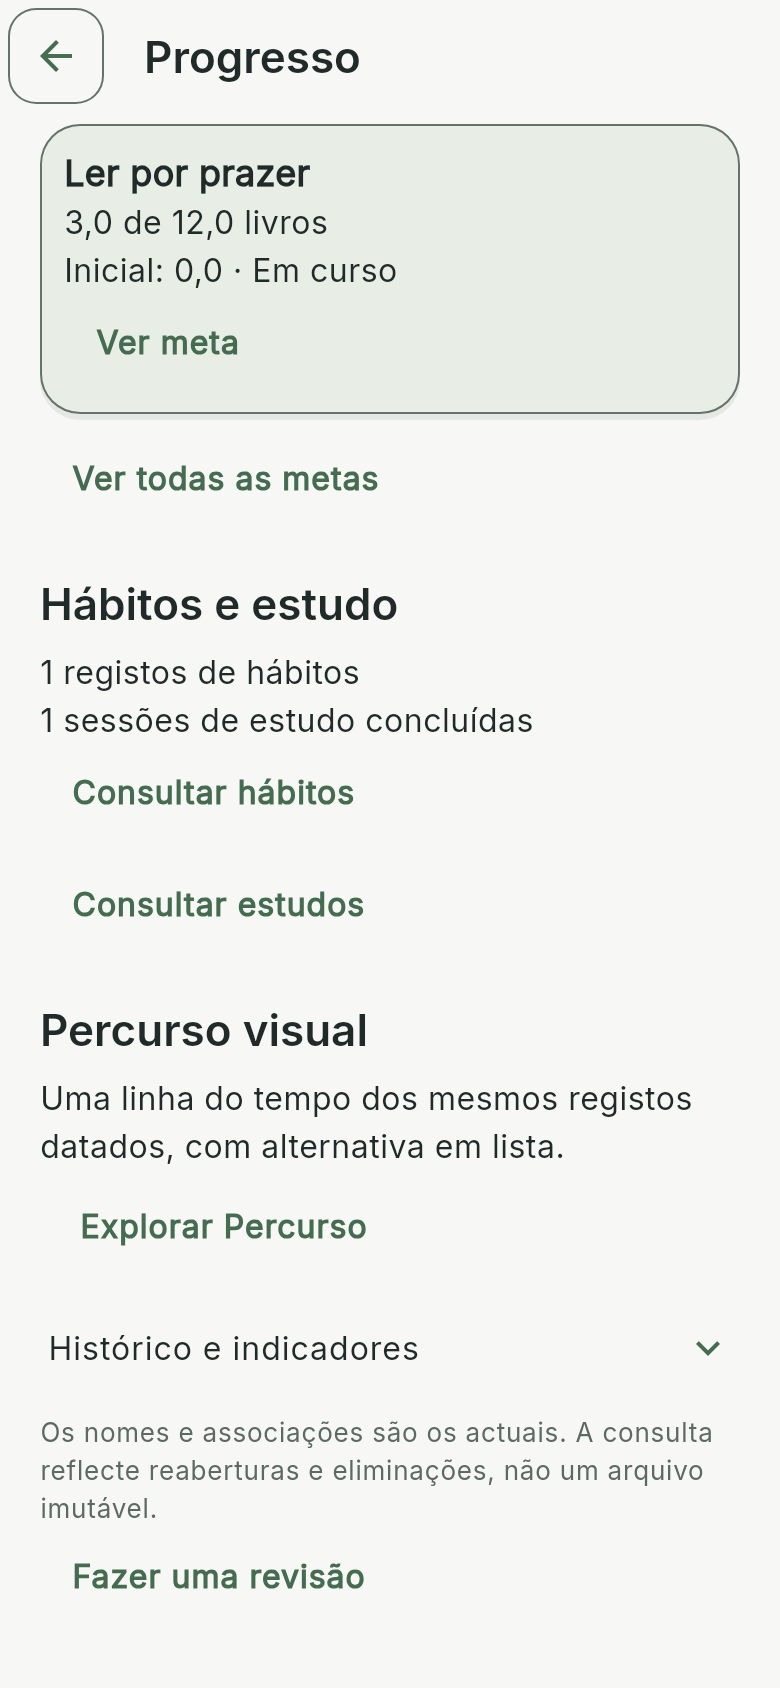 Progresso
Ler por prazer
3,0 de 12,0 livros
Inicial: 0,0 · Em curso
Ver meta
Ver todas as metas
Hábitos e estudo
1 registos de hábitos
1 sessões de estudo concluídas
Consultar hábitos
Consultar estudos
Percurso visual
Uma linha do tempo dos mesmos registos
datados, com alternativa em lista.
Explorar Percurso
Histórico e indicadores
Os nomes e associações são os actuais. A consulta
reflecte reaberturas e eliminações, não um arquivo
imutável.
Fazer uma revisão